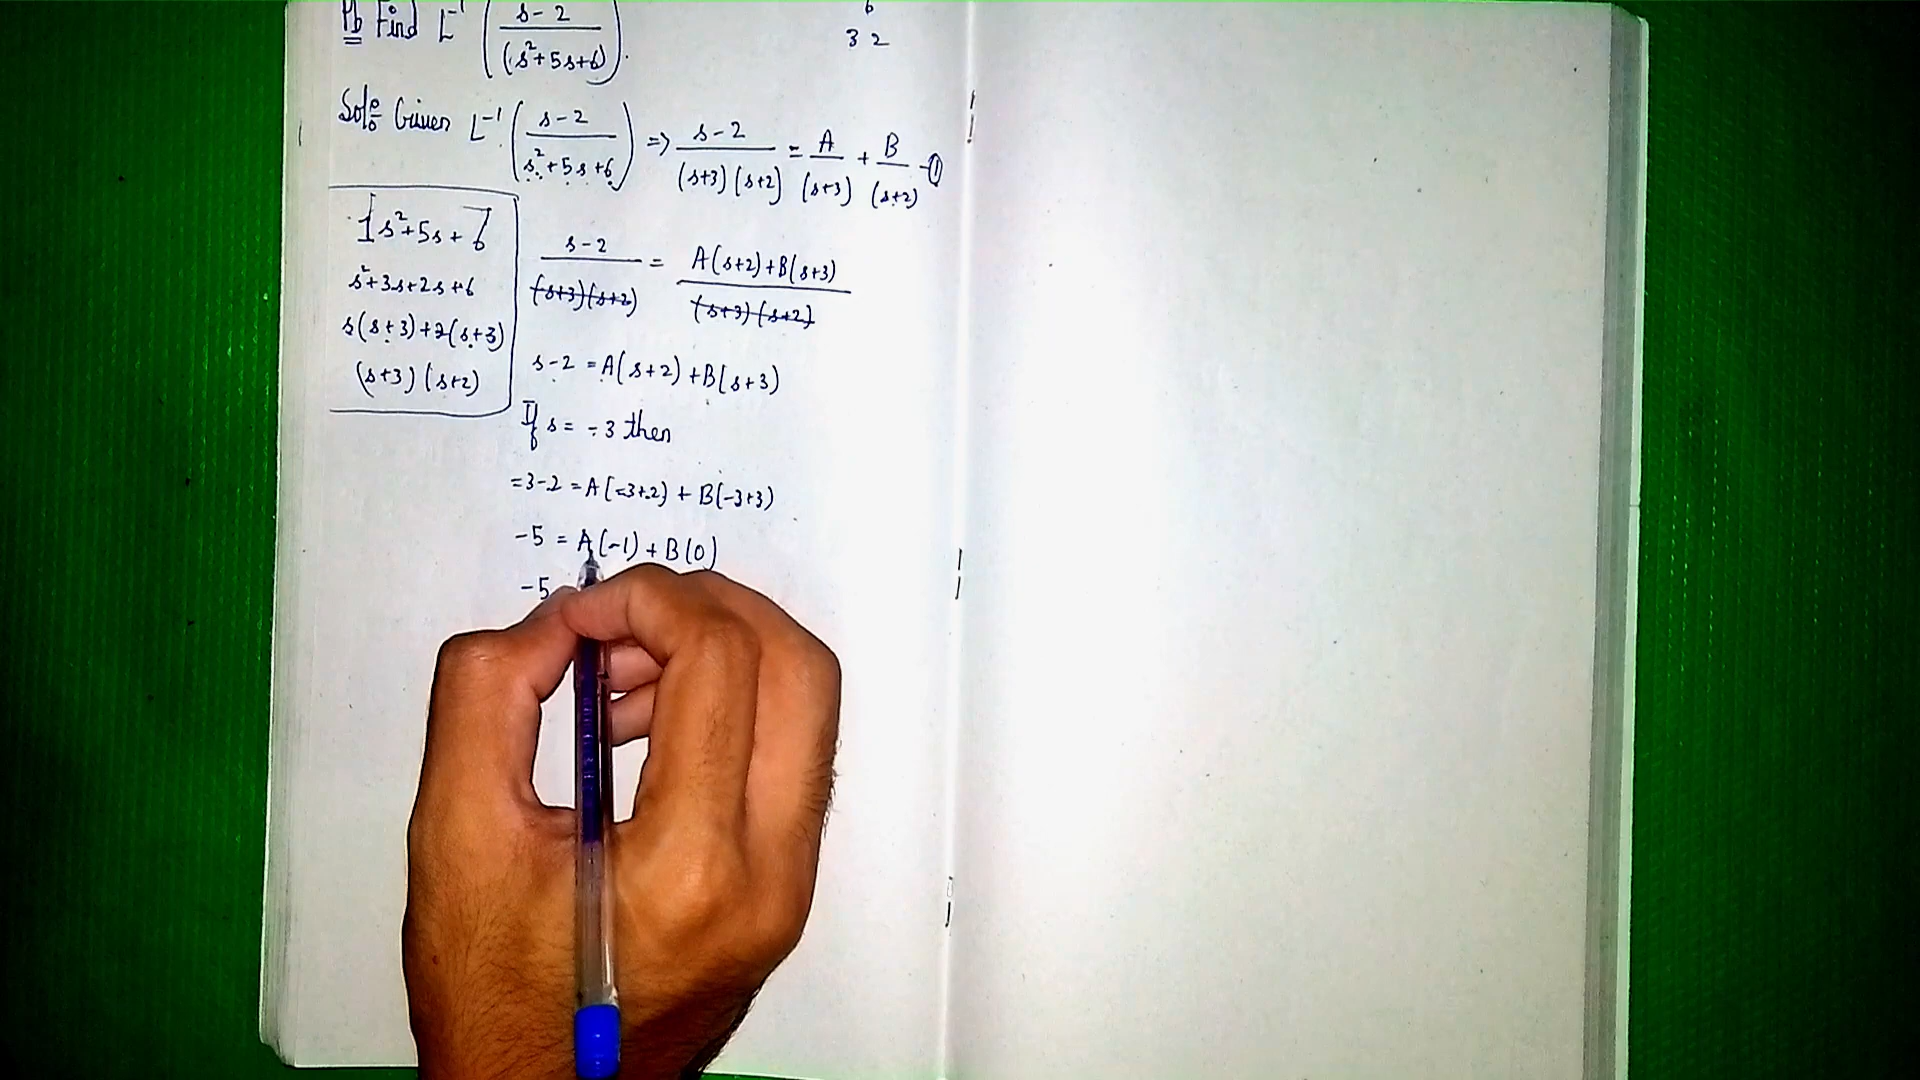 Pb Find L⁻¹ ( s-2 / (s²+5s+6) ).
6
3 2
Sol: Given L⁻¹ ( s-2 / s²+5s+6 ) => s-2 / (s+3)(s+2) = A / (s+3) + B / (s+2) -①
1s²+5s+6
s²+3s+2s+6
s(s+3)+2(s+3)
(s+3)(s+2)
s-2 / (s+3)(s+2) = A(s+2)+B(s+3) / (s+3)(s+2)
s-2 = A(s+2)+B(s+3)
If s = -3 then
=3-2 = A(-3+2) + B(-3+3)
-5 = A(-1) + B(0)
-5